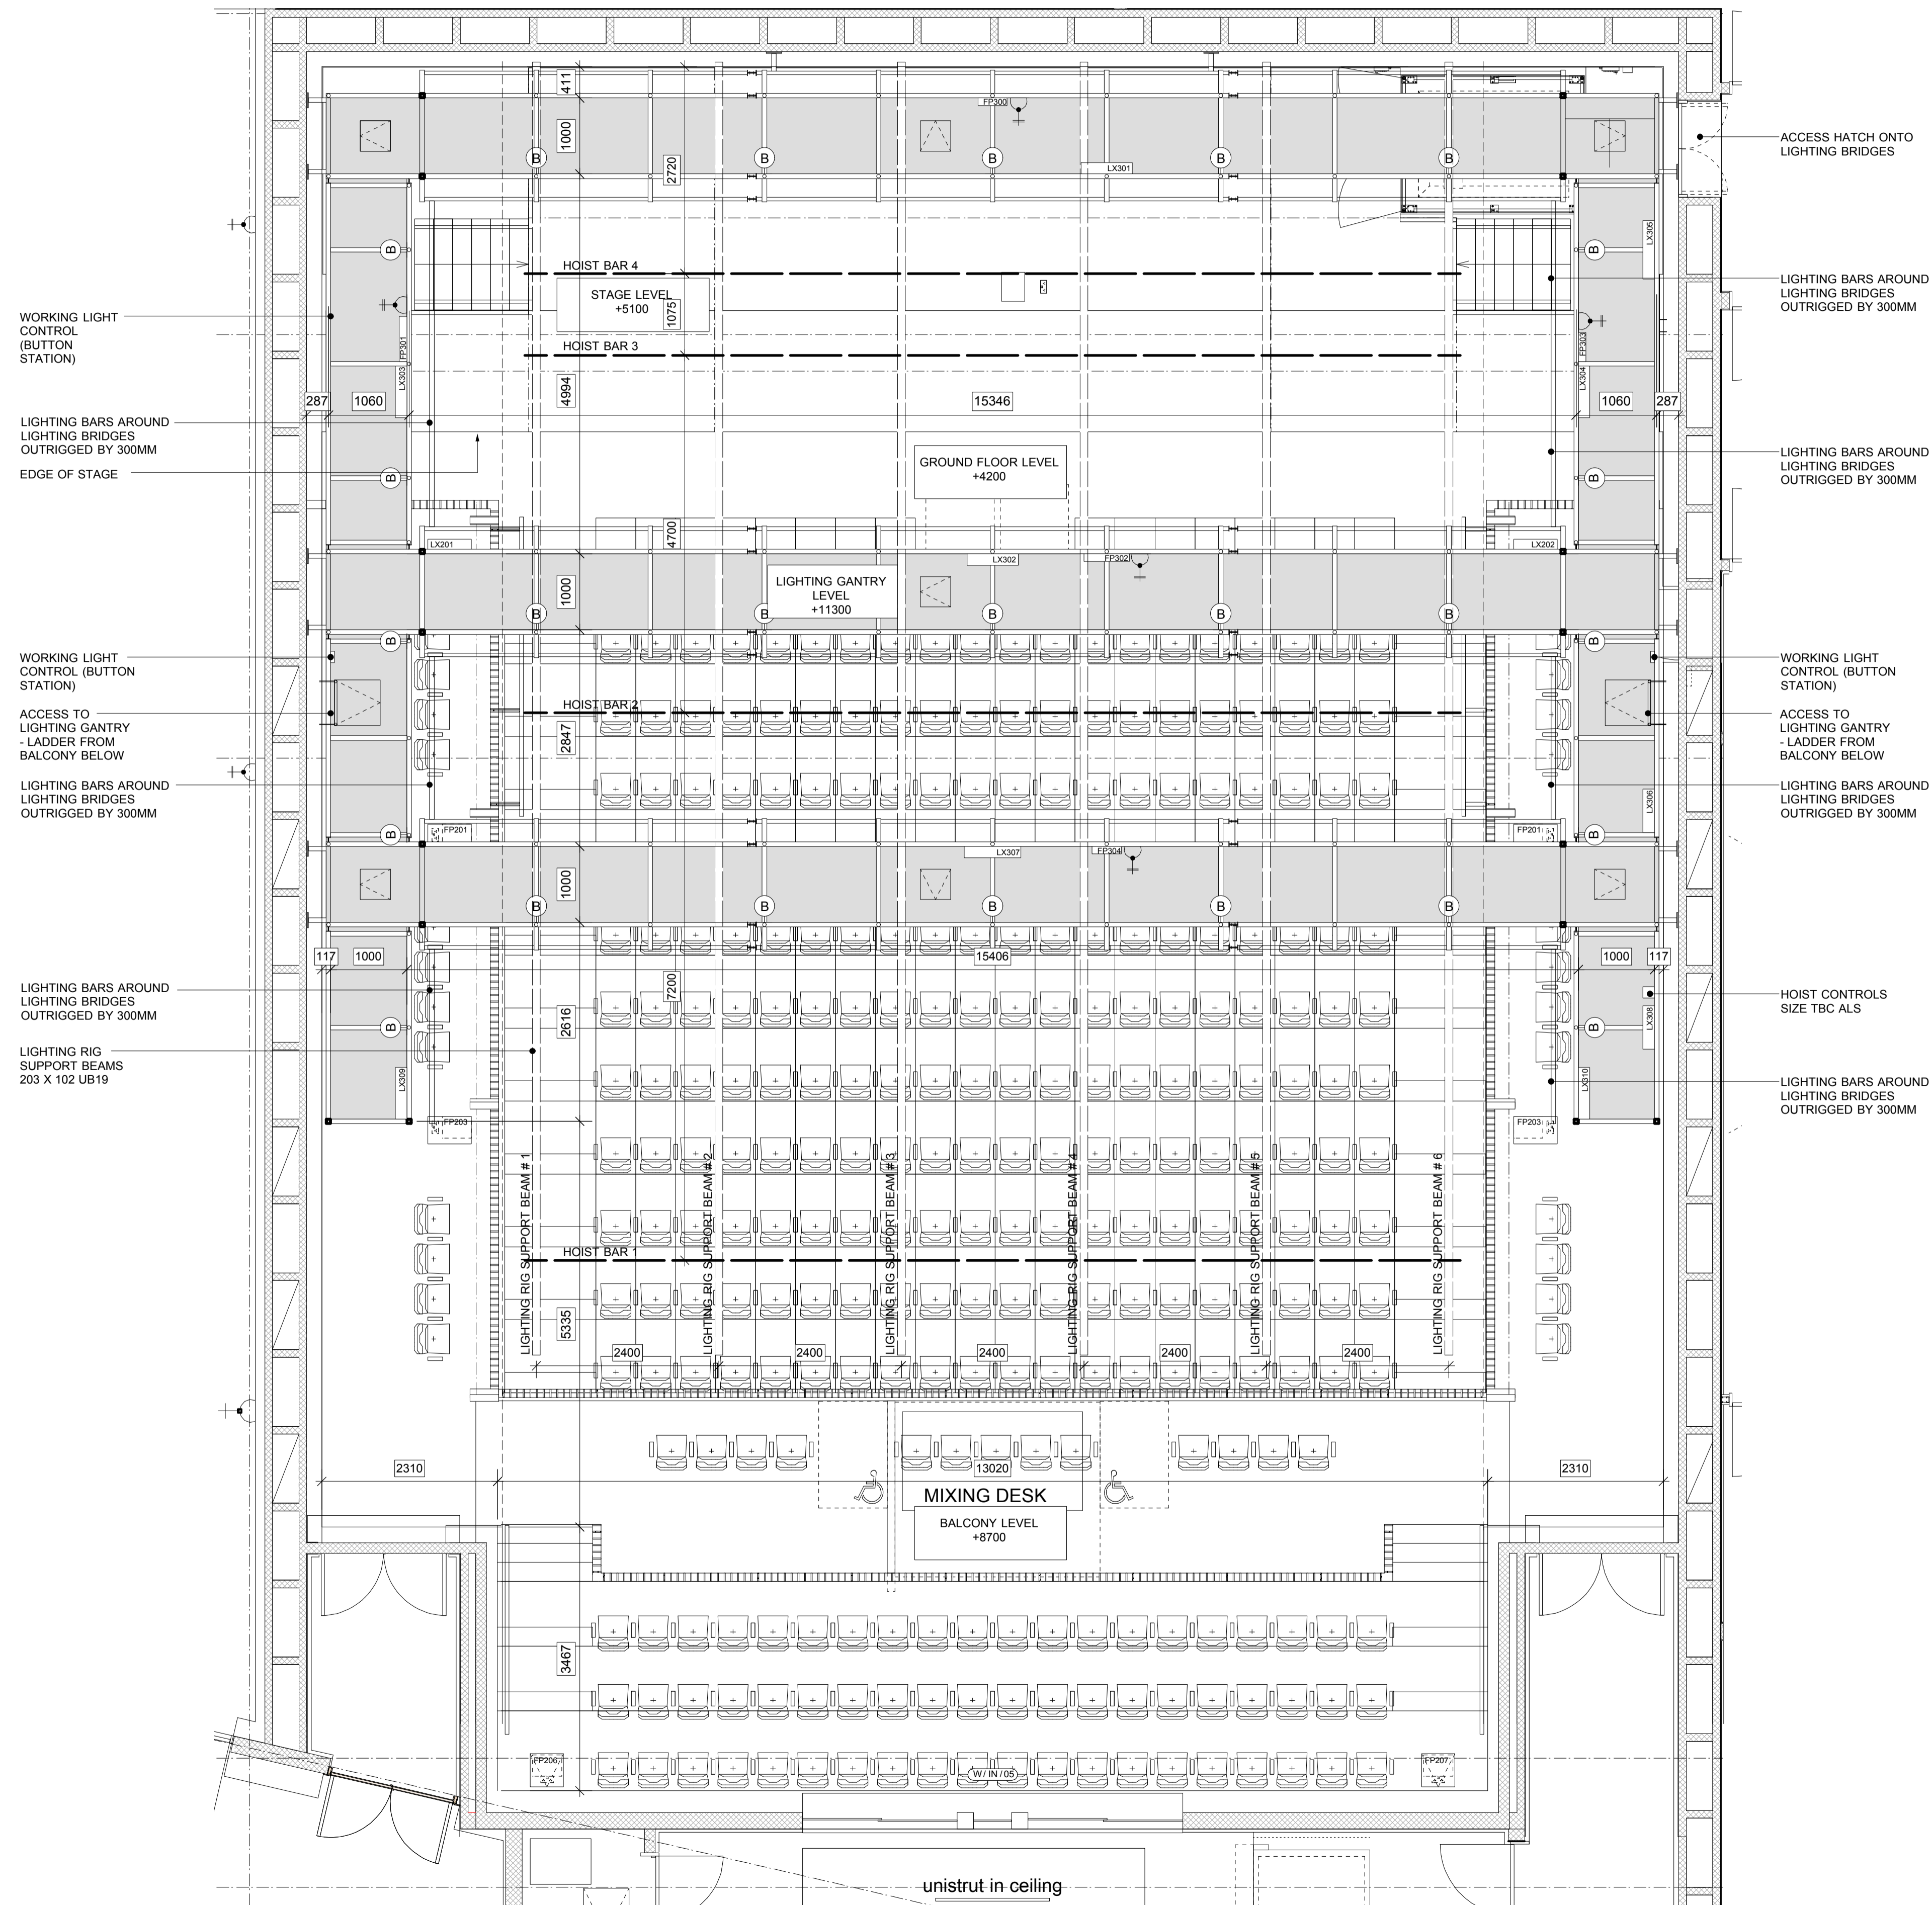 411
FP300
1000
B
B
B
B
B
2720
LX301
ACCESS HATCH ONTO
LIGHTING BRIDGES
B
B
LX305
HOIST BAR 4
STAGE LEVEL
+5100
1075
HOIST BAR 3
LIGHTING BARS AROUND
LIGHTING BRIDGES
OUTRIGGED BY 300MM
WORKING LIGHT
CONTROL
(BUTTON
STATION)
FP301
LX303
FP303
LX304
287
1060
4994
15346
1060
287
LIGHTING BARS AROUND
LIGHTING BRIDGES
OUTRIGGED BY 300MM
EDGE OF STAGE
B
B
GROUND FLOOR LEVEL
+4200
LIGHTING BARS AROUND
LIGHTING BRIDGES
OUTRIGGED BY 300MM
4700
LX201
LX202
LX302
FP302
1000
LIGHTING GANTRY
LEVEL
+11300
B
B
B
B
B
B
B
WORKING LIGHT
CONTROL (BUTTON
STATION)
WORKING LIGHT
CONTROL (BUTTON
STATION)
ACCESS TO
LIGHTING GANTRY
- LADDER FROM
BALCONY BELOW
HOIST BAR 2
2847
ACCESS TO
LIGHTING GANTRY
- LADDER FROM
BALCONY BELOW
LIGHTING BARS AROUND
LIGHTING BRIDGES
OUTRIGGED BY 300MM
LX306
LIGHTING BARS AROUND
LIGHTING BRIDGES
OUTRIGGED BY 300MM
B
FP201
FP201
B
LX307
FP304
1000
B
B
B
B
B
117
1000
15406
1000
117
7200
2616
LIGHTING BARS AROUND
LIGHTING BRIDGES
OUTRIGGED BY 300MM
B
B
LX308
HOIST CONTROLS
SIZE TBC ALS
LIGHTING RIG
SUPPORT BEAMS
203 X 102 UB19
LX309
LX310
LIGHTING BARS AROUND
LIGHTING BRIDGES
OUTRIGGED BY 300MM
FP203
FP203
LIGHTING RIG SUPPORT BEAM # 1
LIGHTING RIG SUPPORT BEAM # 2
LIGHTING RIG SUPPORT BEAM # 3
LIGHTING RIG SUPPORT BEAM # 4
LIGHTING RIG SUPPORT BEAM # 5
LIGHTING RIG SUPPORT BEAM # 6
HOIST BAR 1
5335
2400
2400
2400
2400
2400
2310
13020
2310
MIXING DESK
BALCONY LEVEL
+8700
3467
FP206
W / IN / 05
FP207
unistrut in ceiling